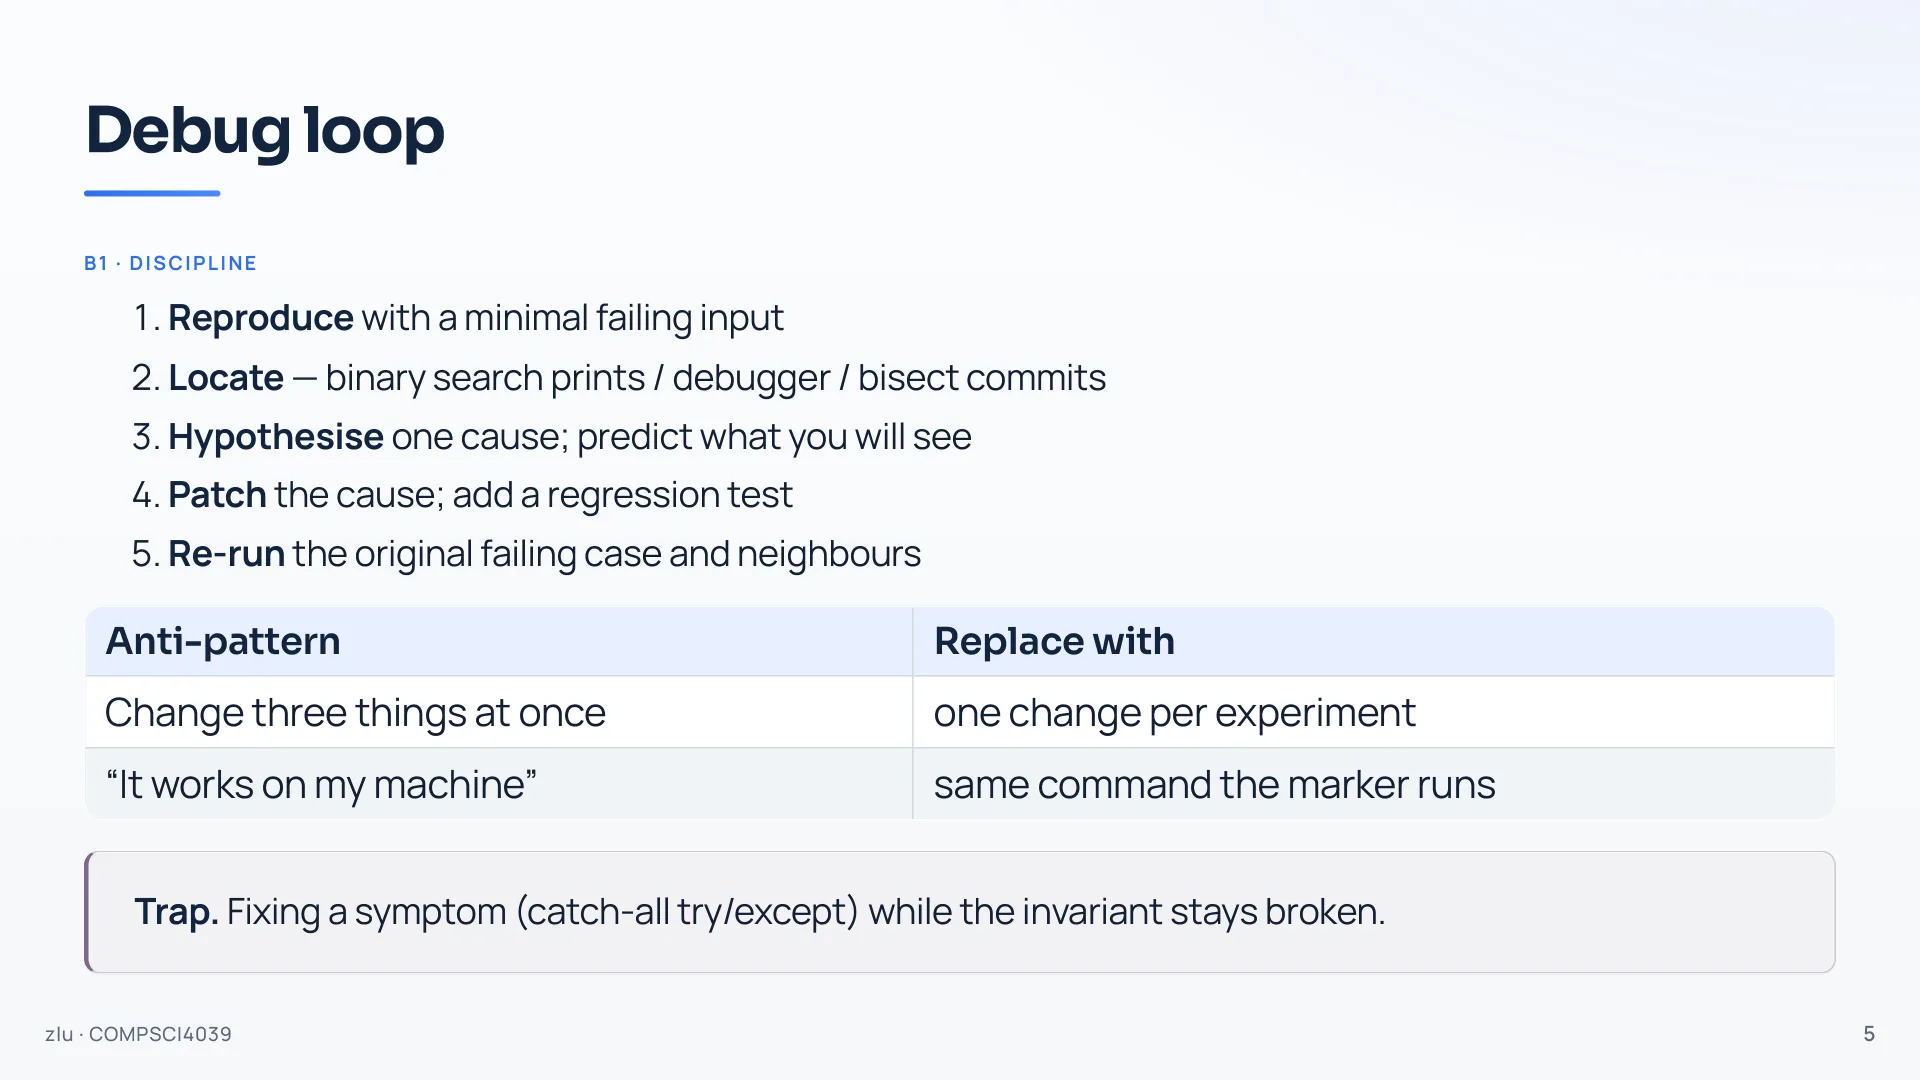 Debug loop
B1 · DISCIPLINE
1. Reproduce with a minimal failing input
2. Locate — binary search prints / debugger / bisect commits
3. Hypothesise one cause; predict what you will see
4. Patch the cause; add a regression test
5. Re-run the original failing case and neighbours
Anti-pattern Replace with
Change three things at once one change per experiment
“It works on my machine” same command the marker runs
Trap. Fixing a symptom (catch-all try/except) while the invariant stays broken.
zlu · COMPSCI4039 5